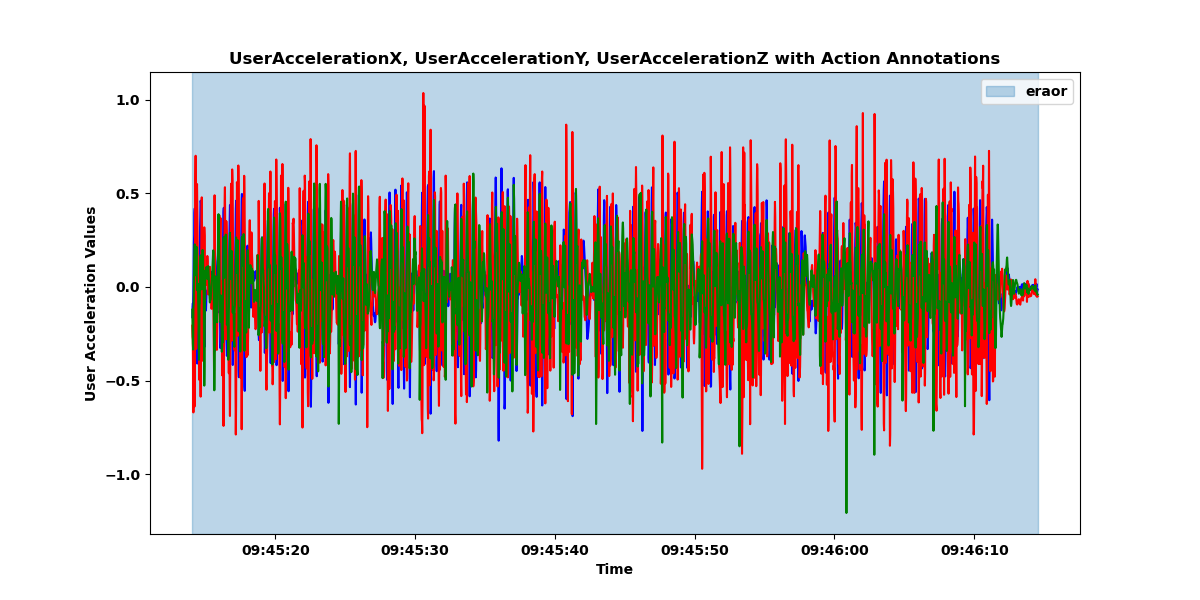 UserAccelerationX, UserAccelerationY, UserAccelerationZ with Action Annotations
eraor
User Acceleration Values
1.0
0.5
0.0
−0.5
−1.0
09:45:20 09:45:30 09:45:40 09:45:50 09:46:00 09:46:10
Time